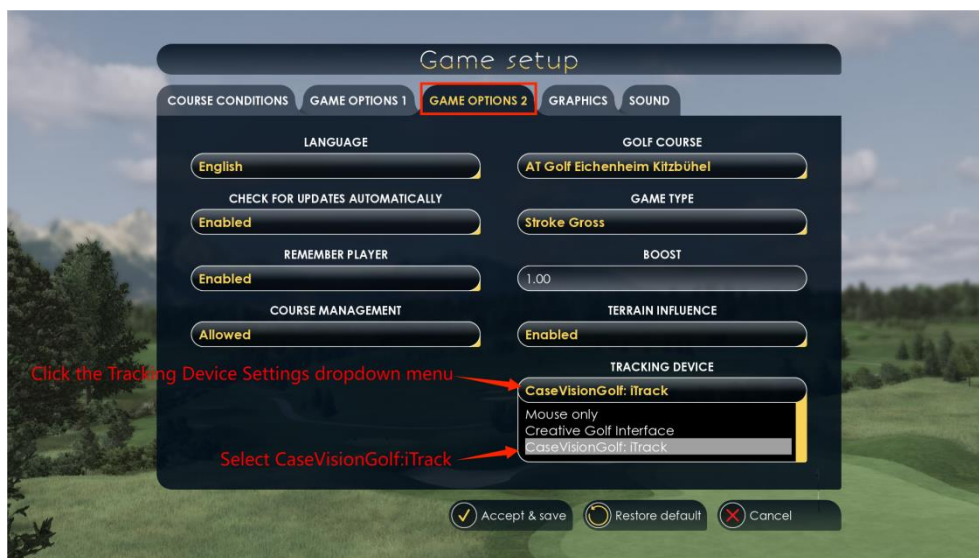 Game setup
COURSE CONDITIONS GAME OPTIONS 1 GAME OPTIONS 2 GRAPHICS SOUND
LANGUAGE
English
CHECK FOR UPDATES AUTOMATICALLY
Enabled
REMEMBER PLAYER
Enabled
COURSE MANAGEMENT
Allowed
GOLF COURSE
AT Golf Eichenheim Kitzbühel
GAME TYPE
Stroke Gross
BOOST
1.00
TERRAIN INFLUENCE
Enabled
TRACKING DEVICE
Click the Tracking Device Settings dropdown menu
CaseVisionGolf: iTrack
Mouse only
Creative Golf Interface
CaseVisionGolf: iTrack
Select CaseVisionGolf:iTrack
Accept & save Restore default Cancel